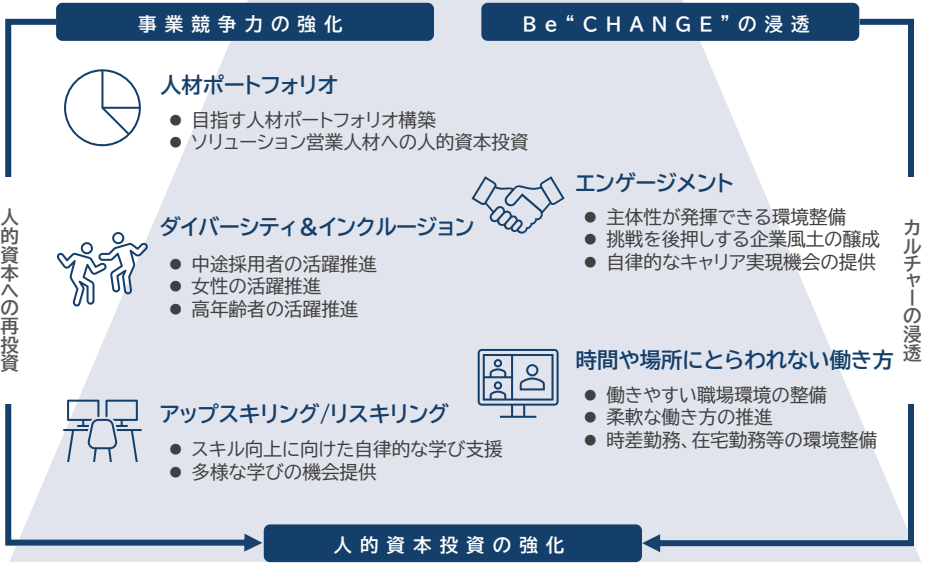 事業競争力の強化
Be“CHANGE”の浸透
人材ポートフォリオ
● 目指す人材ポートフォリオ構築
● ソリューション営業人材への人的資本投資
ダイバーシティ&インクルージョン
● 中途採用者の活躍推進
● 女性の活躍推進
● 高年齢者の活躍推進
アップスキリング/リスキリング
● スキル向上に向けた自律的な学び支援
● 多様な学びの機会提供
エンゲージメント
● 主体性が発揮できる環境整備
● 挑戦を後押しする企業風土の醸成
● 自律的なキャリア実現機会の提供
時間や場所にとらわれない働き方
● 働きやすい職場環境の整備
● 柔軟な働き方の推進
● 時差勤務、在宅勤務等の環境整備
人的資本への再投資
カルチャーの浸透
人的資本投資の強化